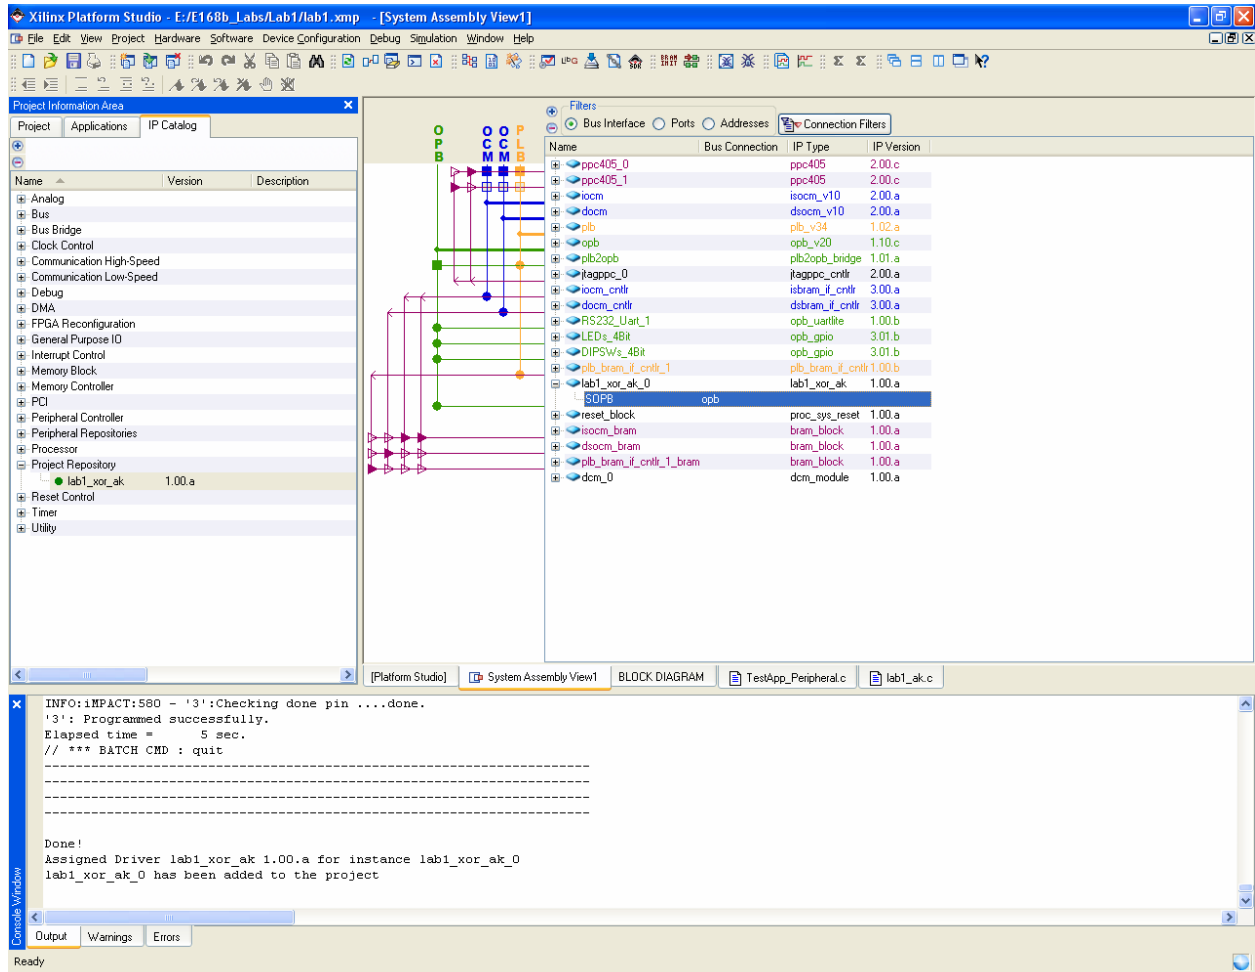 Xilinx Platform Studio - E:/E168b_Labs/Lab1/lab1.xmp - [System Assembly View1]
File Edit View Project Hardware Software Device Configuration Debug Simulation Window Help
Project Information Area
Project Applications IP Catalog
Name Version Description
Analog
Bus
Bus Bridge
Clock Control
Communication High-Speed
Communication Low-Speed
Debug
DMA
FPGA Reconfiguration
General Purpose IO
Interrupt Control
Memory Block
Memory Controller
PCI
Peripheral Controller
Peripheral Repositories
Processor
Project Repository
lab1_xor_ak 1.00.a
Reset Control
Timer
Utility
OPB OCM OCM PLB
Filters
Bus Interface Ports Addresses Connection Filters
Name Bus Connection IP Type IP Version
ppc405_0 ppc405 2.00.c
ppc405_1 ppc405 2.00.c
iocm isocm_v10 2.00.a
docm dsocm_v10 2.00.a
plb plb_v34 1.02.a
opb opb_v20 1.10.c
plb2opb plb2opb_bridge 1.01.a
jtagppc_0 jtagppc_cntlr 2.00.a
iocm_cntlr isbram_if_cntlr 3.00.a
docm_cntlr dsbram_if_cntlr 3.00.a
RS232_Uart_1 opb_uartlite 1.00.b
LEDs_4Bit opb_gpio 3.01.b
DIPSWs_4Bit opb_gpio 3.01.b
plb_bram_if_cntlr_1 plb_bram_if_cntlr 1.00.b
lab1_xor_ak_0 lab1_xor_ak 1.00.a
SOPB opb
reset_block proc_sys_reset 1.00.a
isocm_bram bram_block 1.00.a
dsocm_bram bram_block 1.00.a
plb_bram_if_cntlr_1_bram bram_block 1.00.a
dcm_0 dcm_module 1.00.a
[Platform Studio] System Assembly View1 BLOCK DIAGRAM TestApp_Peripheral.c lab1_ak.c
INFO:iMPACT:580 - '3':Checking done pin ....done.
'3': Programmed successfully.
Elapsed time = 5 sec.
// *** BATCH CMD : quit
----------------------------------------------------------------------
----------------------------------------------------------------------
----------------------------------------------------------------------
----------------------------------------------------------------------
Done!
Assigned Driver lab1_xor_ak 1.00.a for instance lab1_xor_ak_0
lab1_xor_ak_0 has been added to the project
Console Window
Output Warnings Errors
Ready